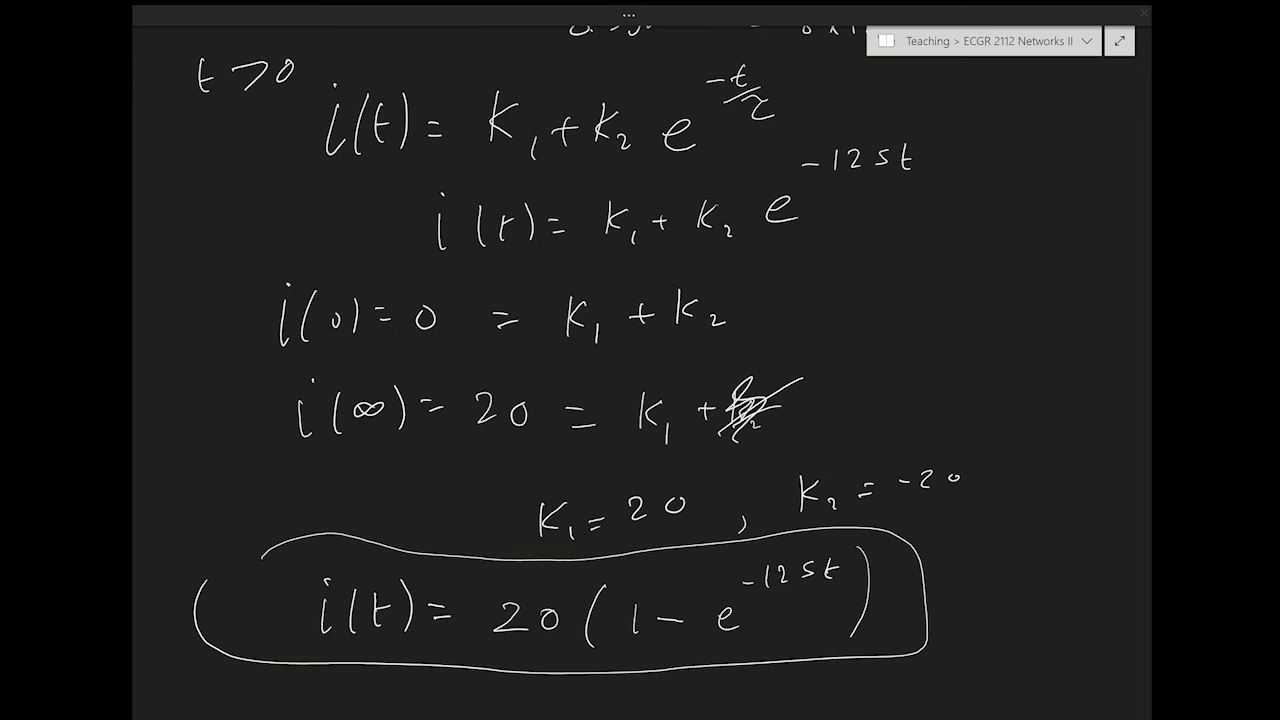 Teaching > ECGR 2112 Networks II
t > 0
i(t) = K₁ + K₂ e^(-t/τ)
i(t) = K₁ + K₂ e^(-125t)
i(0) = 0 = K₁ + K₂
i(∞) = 20 = K₁ +
K₁ = 20 , K₂ = -20
i(t) = 20 (1 - e^(-125t))